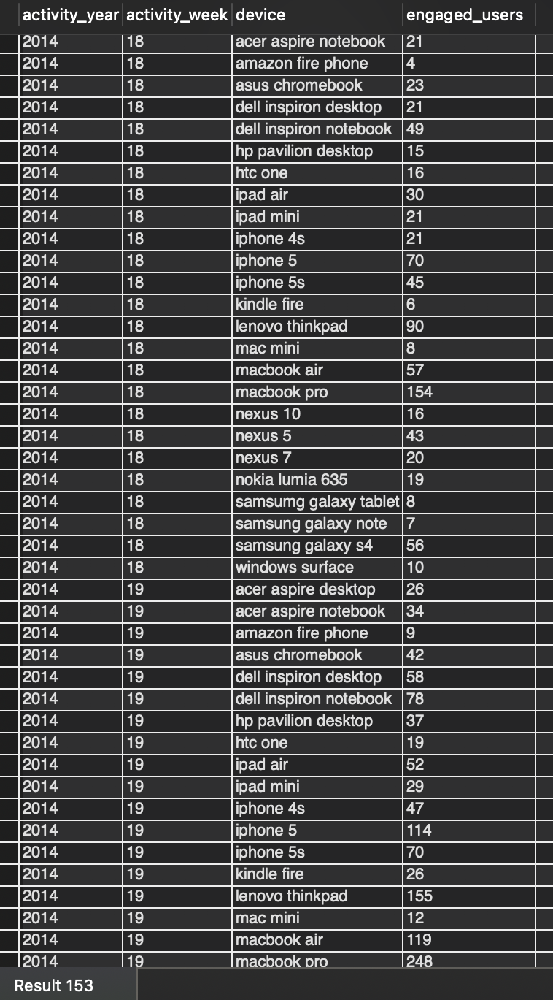 activity_year activity_week device engaged_users
2014 18 acer aspire notebook 21
2014 18 amazon fire phone 4
2014 18 asus chromebook 23
2014 18 dell inspiron desktop 21
2014 18 dell inspiron notebook 49
2014 18 hp pavilion desktop 15
2014 18 htc one 16
2014 18 ipad air 30
2014 18 ipad mini 21
2014 18 iphone 4s 21
2014 18 iphone 5 70
2014 18 iphone 5s 45
2014 18 kindle fire 6
2014 18 lenovo thinkpad 90
2014 18 mac mini 8
2014 18 macbook air 57
2014 18 macbook pro 154
2014 18 nexus 10 16
2014 18 nexus 5 43
2014 18 nexus 7 20
2014 18 nokia lumia 635 19
2014 18 samsumg galaxy tablet 8
2014 18 samsung galaxy note 7
2014 18 samsung galaxy s4 56
2014 18 windows surface 10
2014 19 acer aspire desktop 26
2014 19 acer aspire notebook 34
2014 19 amazon fire phone 9
2014 19 asus chromebook 42
2014 19 dell inspiron desktop 58
2014 19 dell inspiron notebook 78
2014 19 hp pavilion desktop 37
2014 19 htc one 19
2014 19 ipad air 52
2014 19 ipad mini 29
2014 19 iphone 4s 47
2014 19 iphone 5 114
2014 19 iphone 5s 70
2014 19 kindle fire 26
2014 19 lenovo thinkpad 155
2014 19 mac mini 12
2014 19 macbook air 119
2014 19 macbook pro 248
Result 153